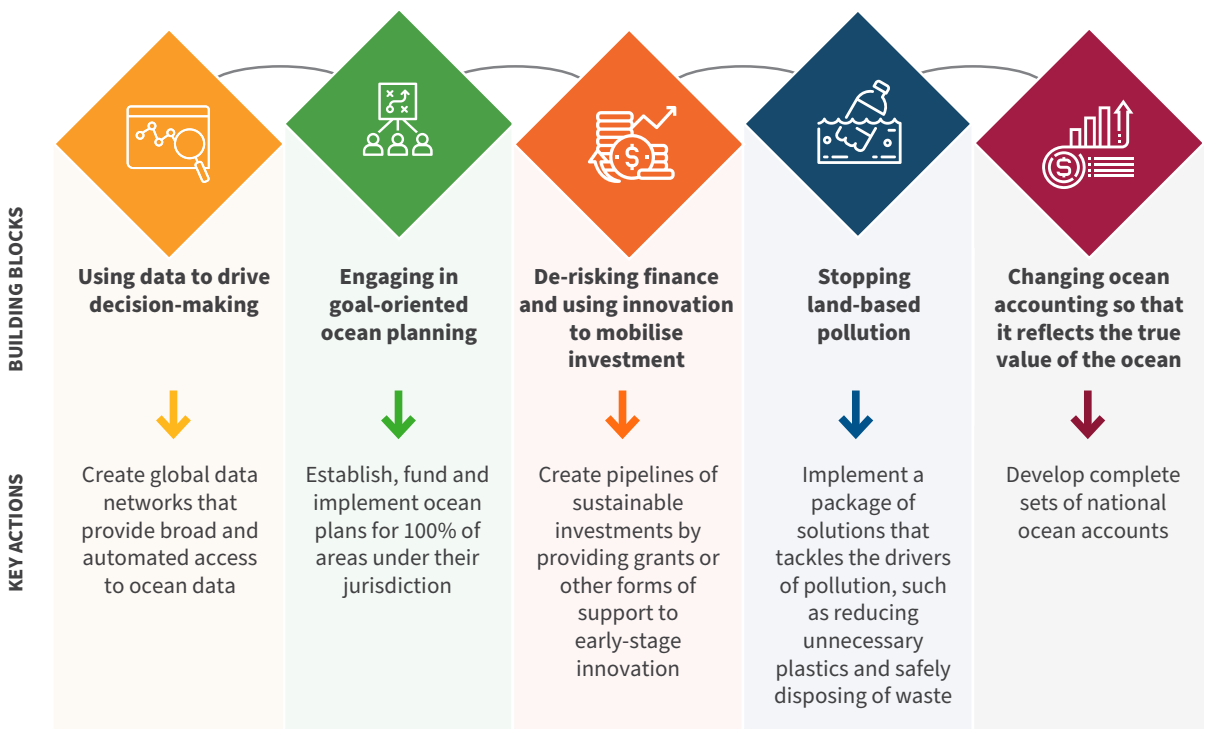 BUILDING BLOCKS
Using data to drive
decision-making
Engaging in
goal-oriented
ocean planning
De-risking finance
and using innovation
to mobilise
investment
Stopping
land-based
pollution
Changing ocean
accounting so that
it reflects the true
value of the ocean
KEY ACTIONS
Create global data
networks that
provide broad and
automated access
to ocean data
Establish, fund and
implement ocean
plans for 100% of
areas under their
jurisdiction
Create pipelines of
sustainable
investments by
providing grants or
other forms of
support to
early-stage
innovation
Implement a
package of
solutions that
tackles the drivers
of pollution, such
as reducing
unnecessary
plastics and safely
disposing of waste
Develop complete
sets of national
ocean accounts